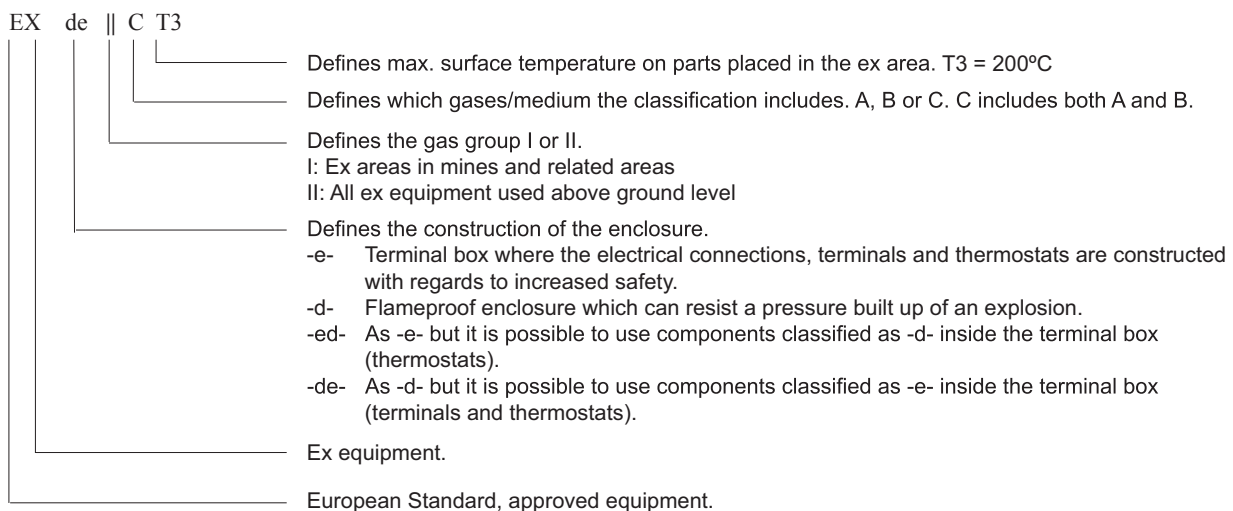 EX de || C T3
Defines max. surface temperature on parts placed in the ex area. T3 = 200ºC
Defines which gases/medium the classification includes. A, B or C. C includes both A and B.
Defines the gas group I or II.
I: Ex areas in mines and related areas
II: All ex equipment used above ground level
Defines the construction of the enclosure.
-e- Terminal box where the electrical connections, terminals and thermostats are constructed
with regards to increased safety.
-d- Flameproof enclosure which can resist a pressure built up of an explosion.
-ed- As -e- but it is possible to use components classified as -d- inside the terminal box
(thermostats).
-de- As -d- but it is possible to use components classified as -e- inside the terminal box
(terminals and thermostats).
Ex equipment.
European Standard, approved equipment.